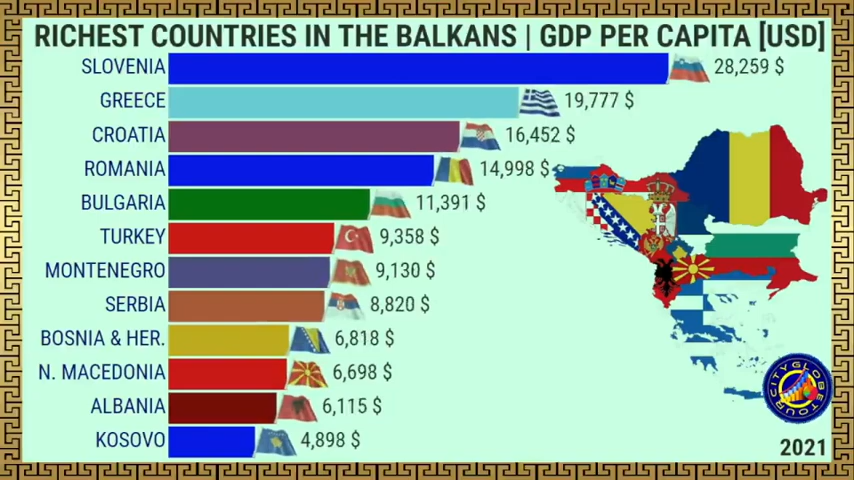 RICHEST COUNTRIES IN THE BALKANS | GDP PER CAPITA [USD]
SLOVENIA 28,259 $
GREECE 19,777 $
CROATIA 16,452 $
ROMANIA 14,998 $
BULGARIA 11,391 $
TURKEY 9,358 $
MONTENEGRO 9,130 $
SERBIA 8,820 $
BOSNIA & HER. 6,818 $
N. MACEDONIA 6,698 $
ALBANIA 6,115 $
KOSOVO 4,898 $
CITYGLOBETOUR.COM
2021